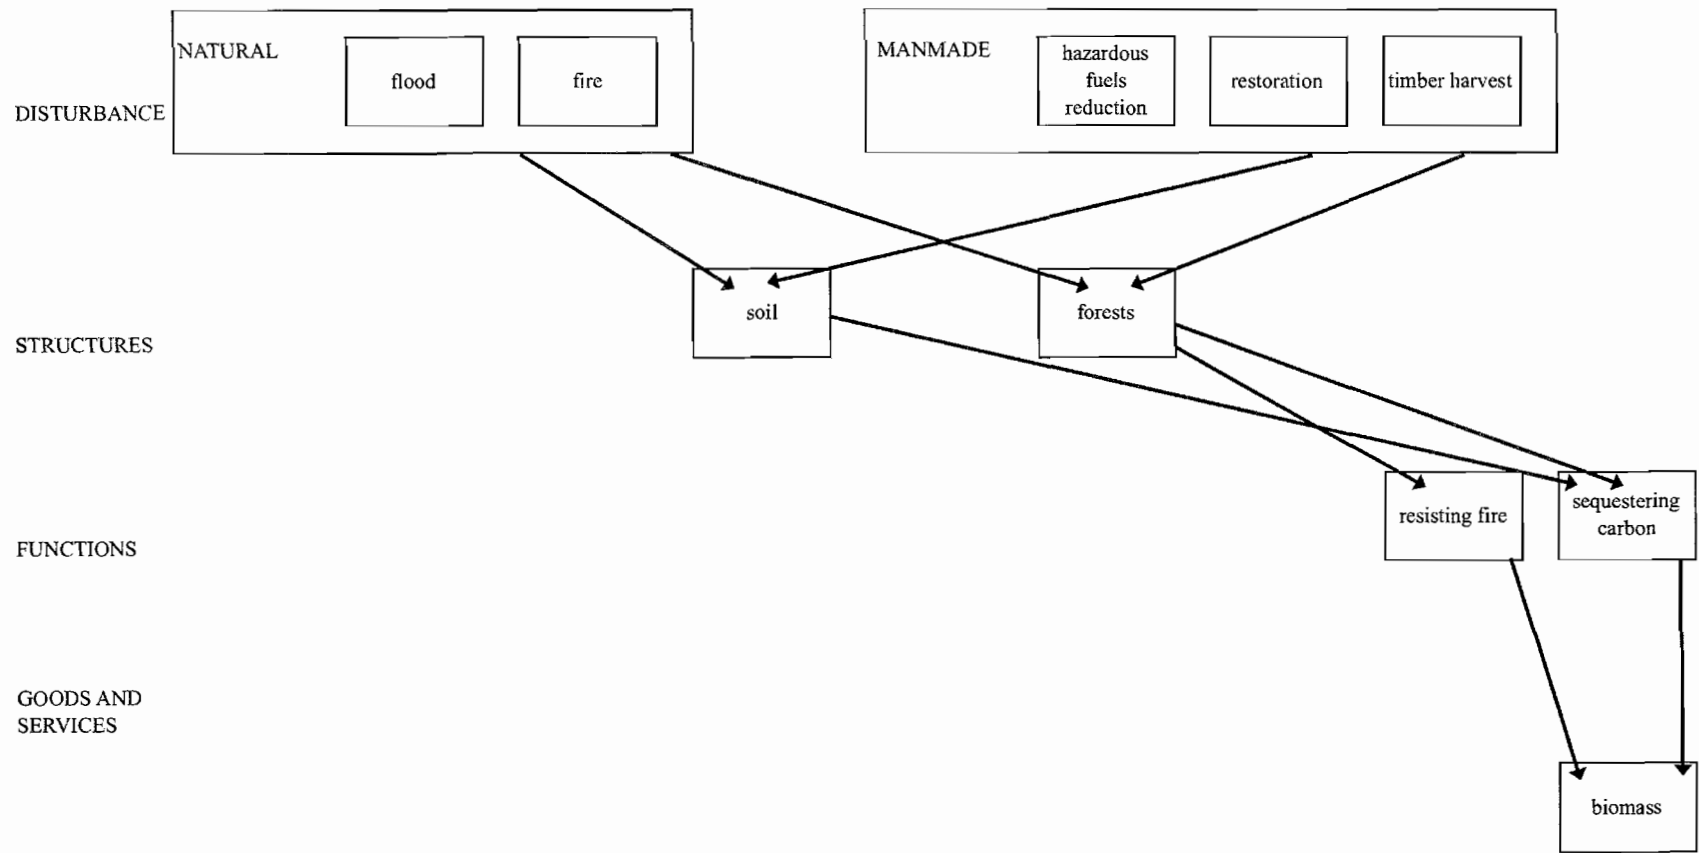 NATURAL
flood
fire
MANMADE
hazardous
fuels
reduction
restoration
timber harvest
DISTURBANCE
soil
forests
STRUCTURES
resisting fire
sequestering
carbon
FUNCTIONS
GOODS AND
SERVICES
biomass